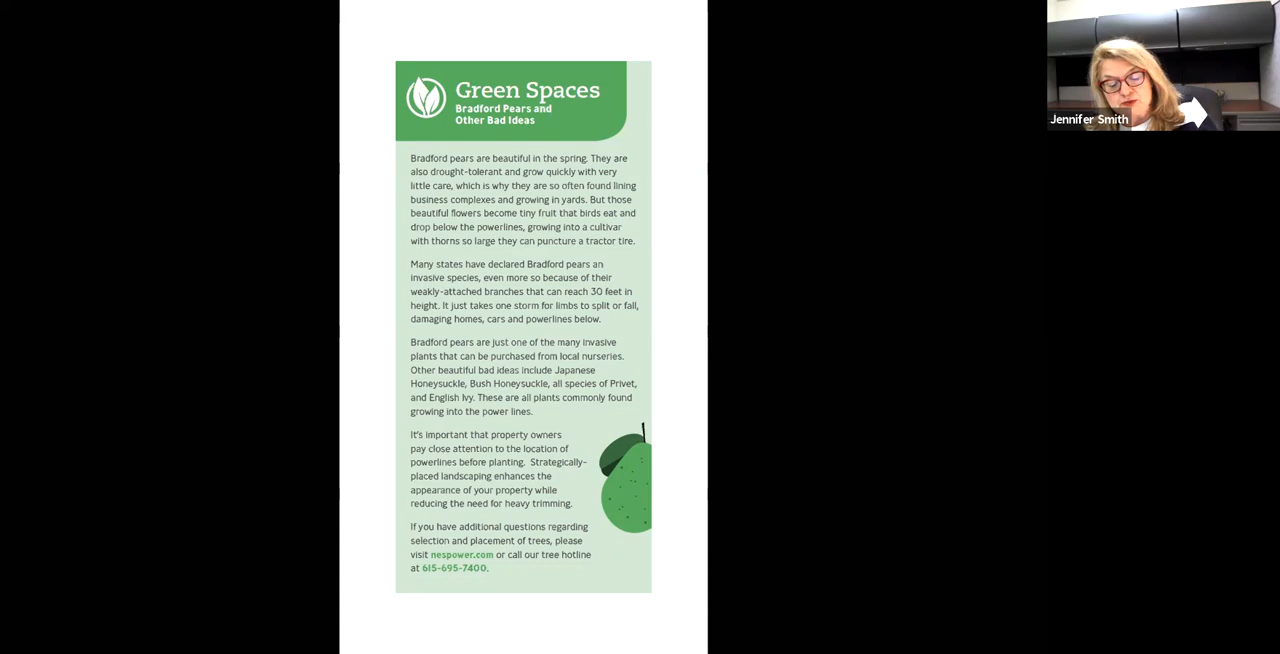 Green Spaces
Bradford Pears and
Other Bad Ideas
Bradford pears are beautiful in the spring. They are
also drought-tolerant and grow quickly with very
little care, which is why they are so often found lining
business complexes and growing in yards. But those
beautiful flowers become tiny fruit that birds eat and
drop below the powerlines, growing into a cultivar
with thorns so large they can puncture a tractor tire.
Many states have declared Bradford pears an
invasive species, even more so because of their
weakly-attached branches that can reach 30 feet in
height. It just takes one storm for limbs to split or fall,
damaging homes, cars and powerlines below.
Bradford pears are just one of the many invasive
plants that can be purchased from local nurseries.
Other beautiful bad ideas include Japanese
Honeysuckle, Bush Honeysuckle, all species of Privet,
and English Ivy. These are all plants commonly found
growing into the power lines.
It's important that property owners
pay close attention to the location of
powerlines before planting. Strategically-
placed landscaping enhances the
appearance of your property while
reducing the need for heavy trimming.
If you have additional questions regarding
selection and placement of trees, please
visit nespower.com or call our tree hotline
at 615-695-7400.
Jennifer Smith